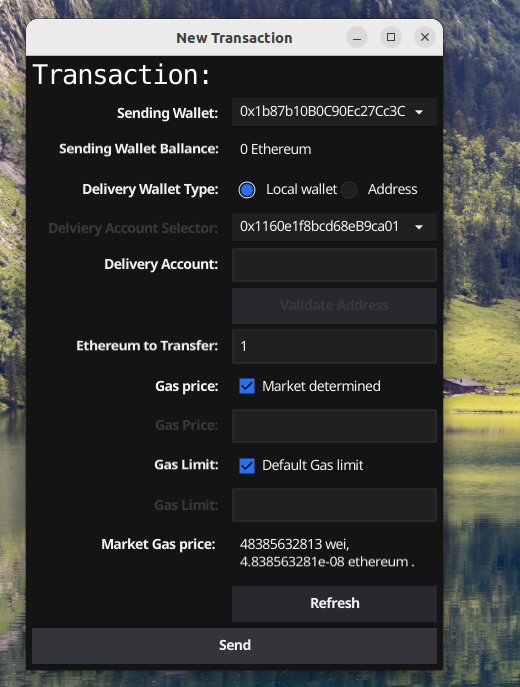 New Transaction
Transaction:
Sending Wallet: 0x1b87b10B0C90Ec27Cc3C
Sending Wallet Ballance: 0 Ethereum
Delivery Wallet Type: Local wallet Address
Delviery Account Selector: 0x1160e1f8bcd68eB9ca01
Delivery Account:
Validate Address
Ethereum to Transfer: 1
Gas price: Market determined
Gas Price:
Gas Limit: Default Gas limit
Gas Limit:
Market Gas price: 48385632813 wei,
4.838563281e-08 ethereum .
Refresh
Send